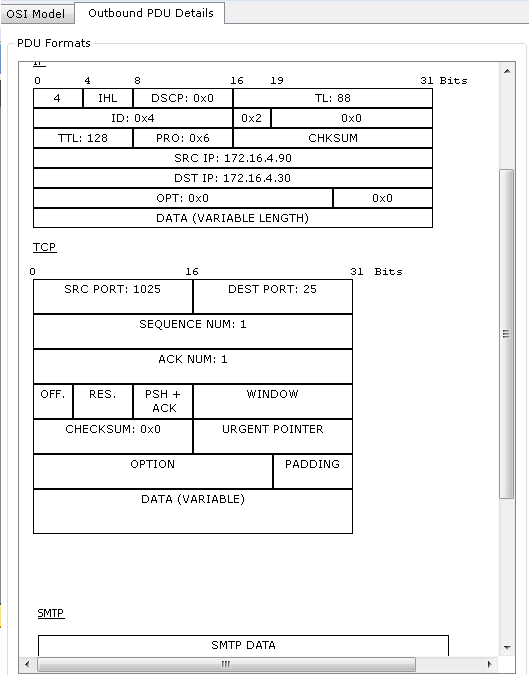 OSI Model Outbound PDU Details
PDU Formats
IP
0 4 8 16 19 31 Bits
4 IHL DSCP: 0x0 TL: 88
ID: 0x4 0x2 0x0
TTL: 128 PRO: 0x6 CHKSUM
SRC IP: 172.16.4.90
DST IP: 172.16.4.30
OPT: 0x0 0x0
DATA (VARIABLE LENGTH)
TCP
0 16 31 Bits
SRC PORT: 1025 DEST PORT: 25
SEQUENCE NUM: 1
ACK NUM: 1
OFF. RES. PSH + WINDOW
ACK
CHECKSUM: 0x0 URGENT POINTER
OPTION PADDING
DATA (VARIABLE)
SMTP
SMTP DATA